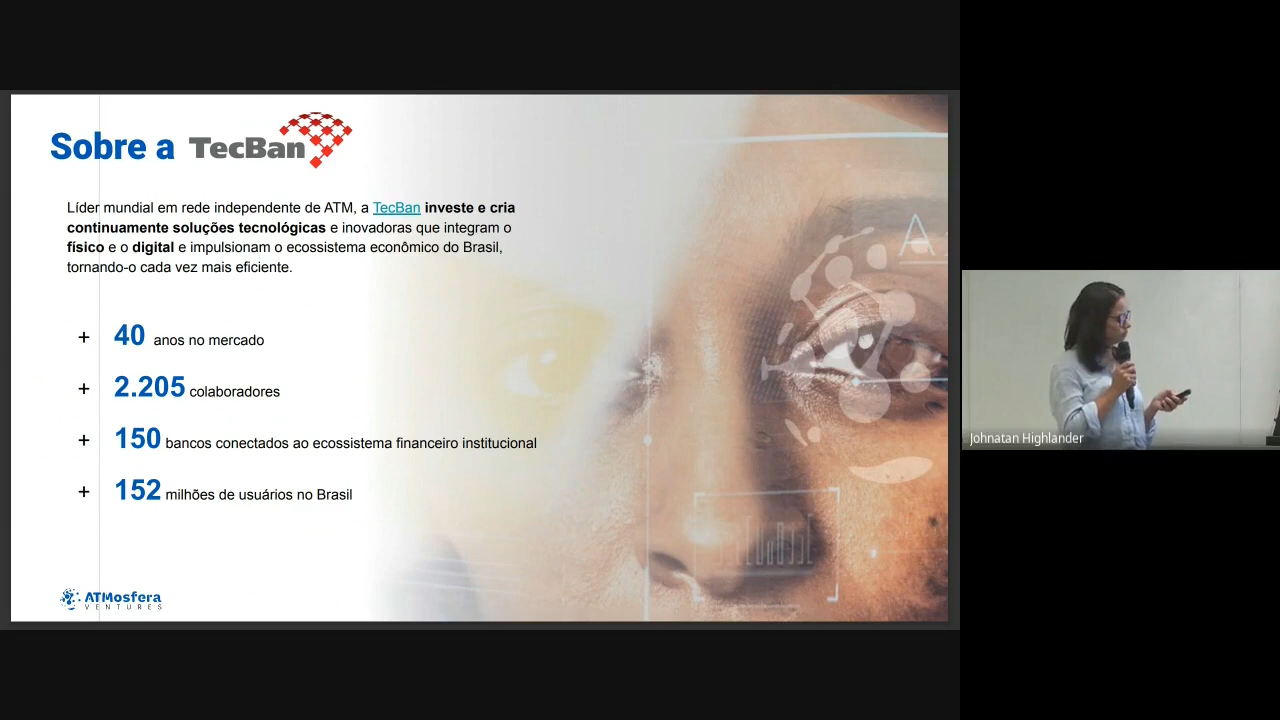 Sobre a TecBan
Líder mundial em rede independente de ATM, a TecBan investe e cria
continuamente soluções tecnológicas e inovadoras que integram o
físico e o digital e impulsionam o ecossistema econômico do Brasil,
tornando-o cada vez mais eficiente.
+ 40 anos no mercado
+ 2.205 colaboradores
+ 150 bancos conectados ao ecossistema financeiro institucional
+ 152 milhões de usuários no Brasil
ATMosfera
VENTURES
Johnatan Highlander